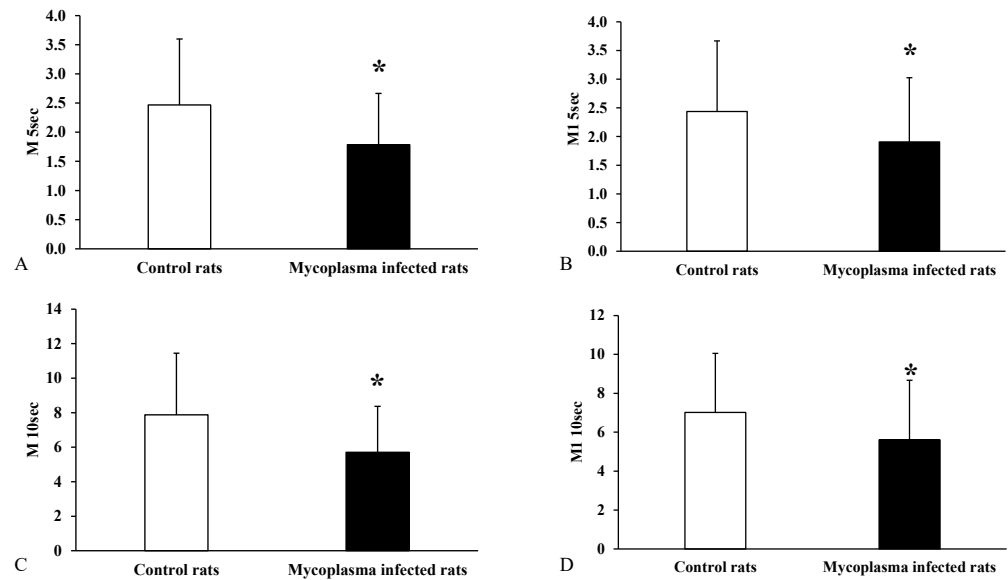 4.0
3.5
3.0
2.5
2.0
1.5
1.0
0.5
0.0
M 5sec
*
Control rats
Mycoplasma infected rats
A
4.0
3.5
3.0
2.5
2.0
1.5
1.0
0.5
0.0
M1 5sec
*
Control rats
Mycoplasma infected rats
B
14
12
10
8
6
4
2
0
M 10sec
*
Control rats
Mycoplasma infected rats
C
12
10
8
6
4
2
0
M1 10sec
*
Control rats
Mycoplasma infected rats
D